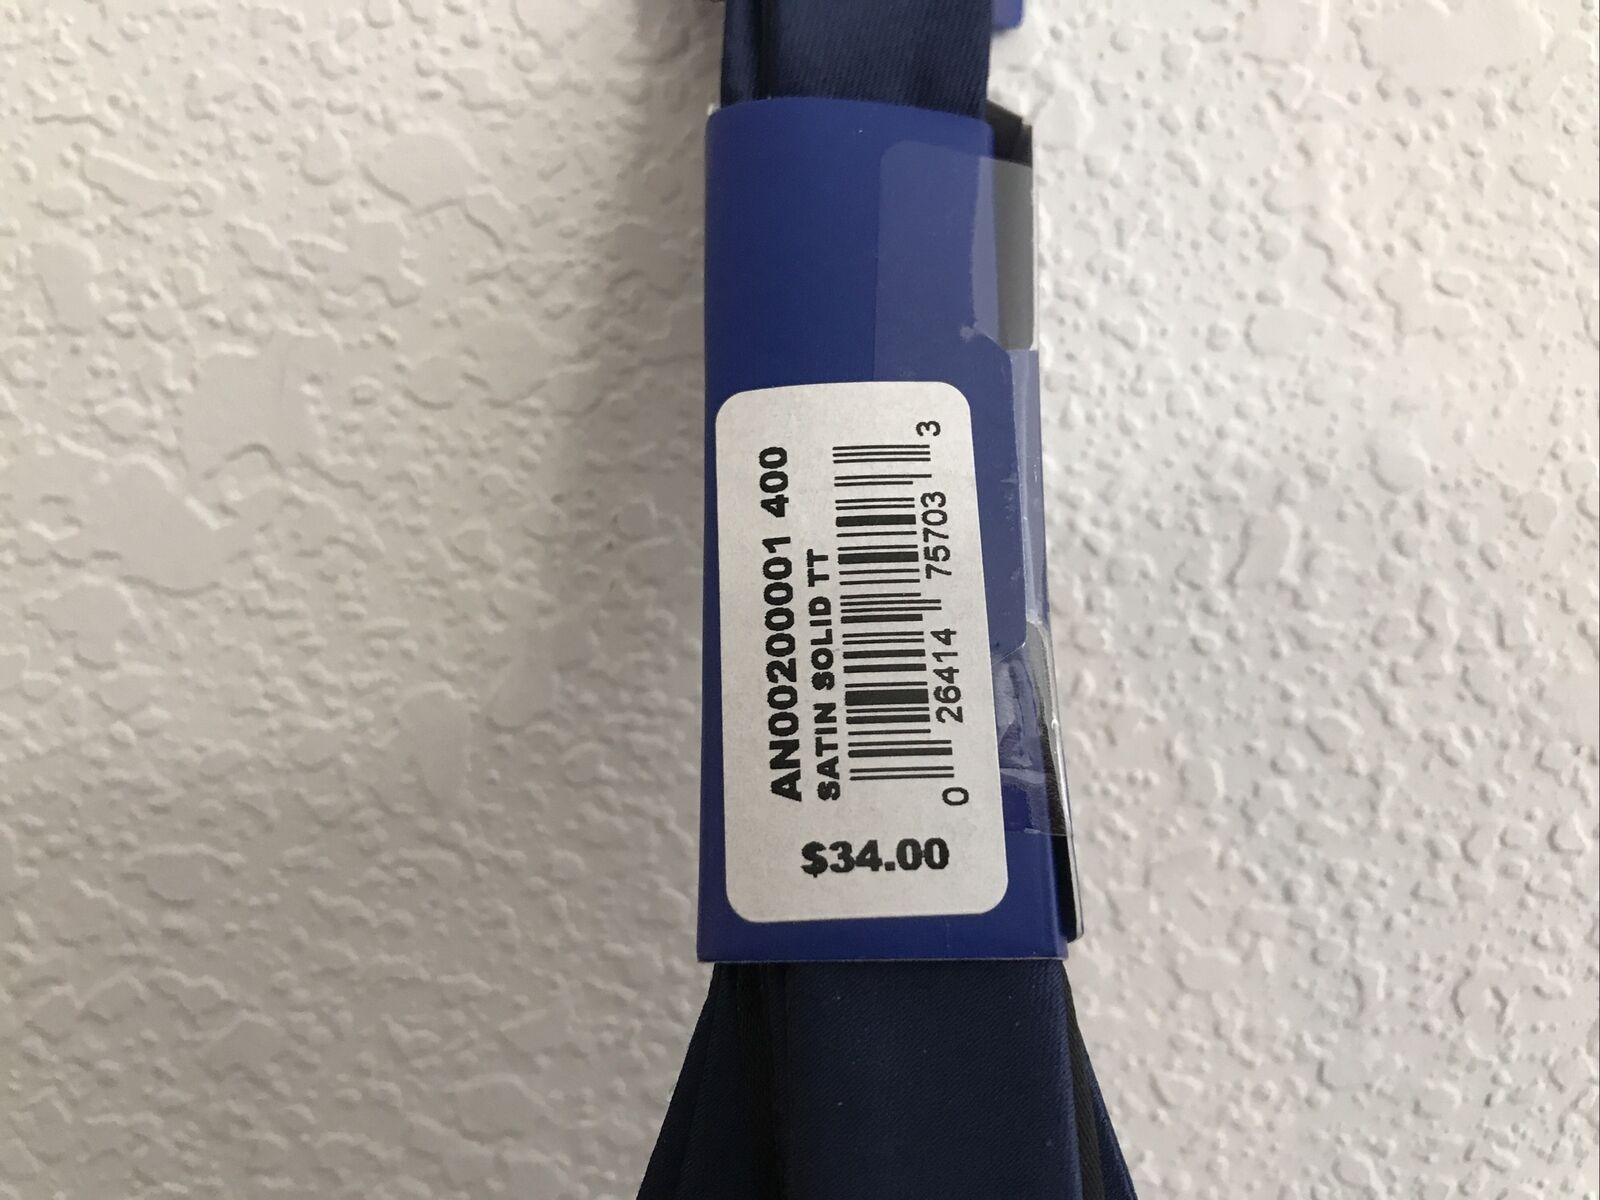 AN00200001 400
SATIN SOLID TT
0 26414 75703 3
$34.00